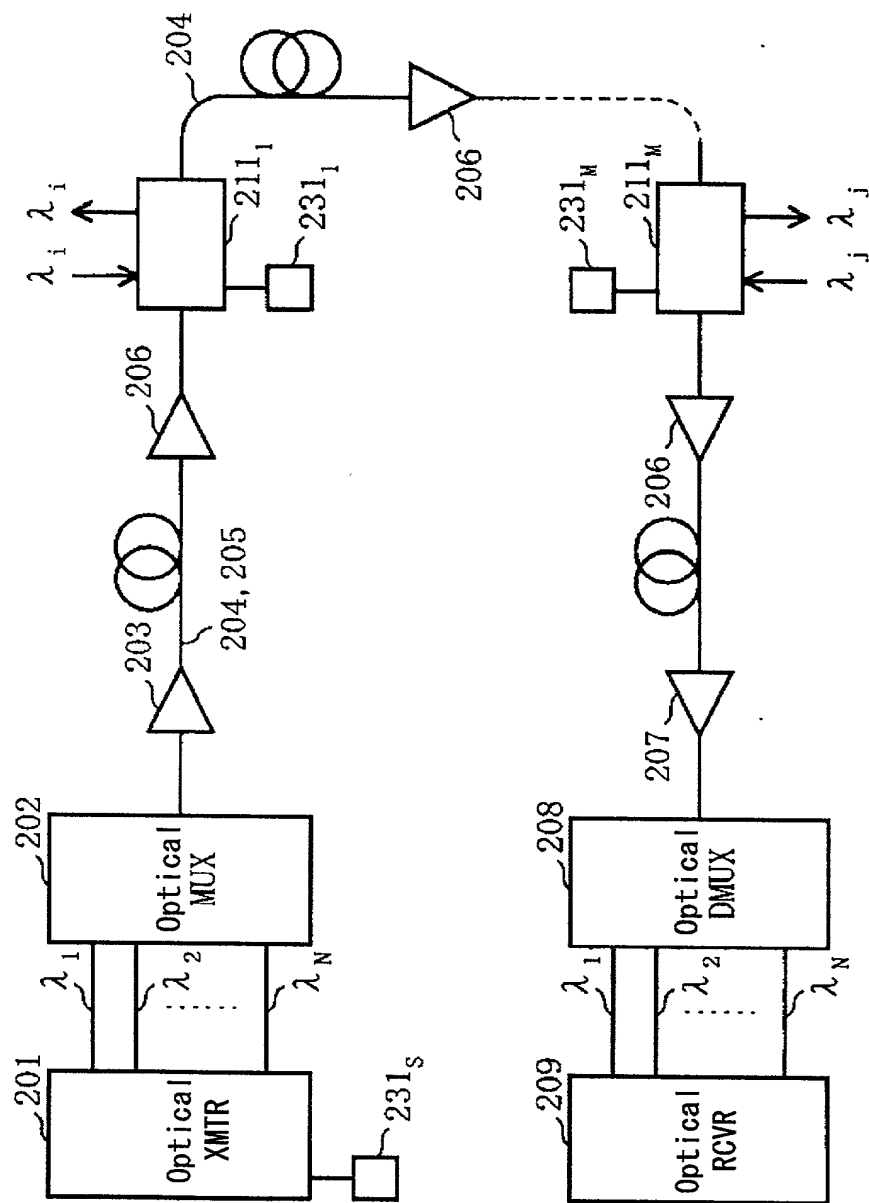 201
Optical
XMTR
231S
λ1
λ2
......
λN
202
Optical
MUX
203
204, 205
206
λi
λi
2111
2311
204
206
231M
211M
λj
λj
206
207
208
Optical
DMUX
λ1
λ2
......
λN
209
Optical
RCVR